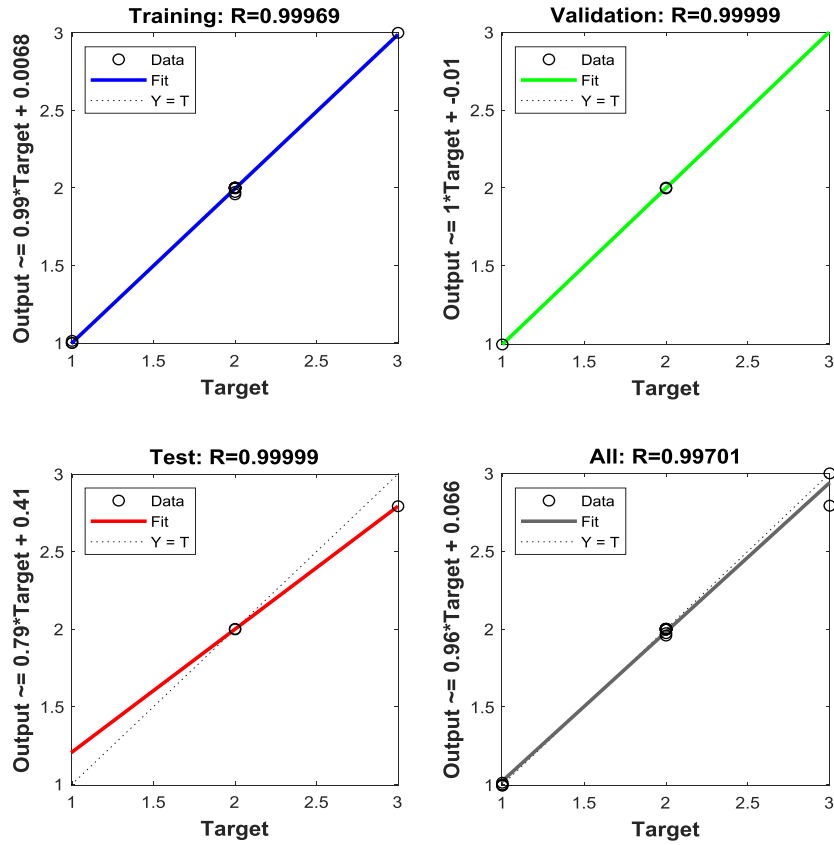 Training: R=0.99969
Output ~= 0.99*Target + 0.0068
3
2.5
2
1.5
1
Data
Fit
Y = T
1 1.5 2 2.5 3
Target
Validation: R=0.99999
Output ~= 1*Target + -0.01
3
2.5
2
1.5
1
Data
Fit
Y = T
1 1.5 2 2.5 3
Target
Test: R=0.99999
Output ~= 0.79*Target + 0.41
3
2.5
2
1.5
1
Data
Fit
Y = T
1 1.5 2 2.5 3
Target
All: R=0.99701
Output ~= 0.96*Target + 0.066
3
2.5
2
1.5
1
Data
Fit
Y = T
1 1.5 2 2.5 3
Target